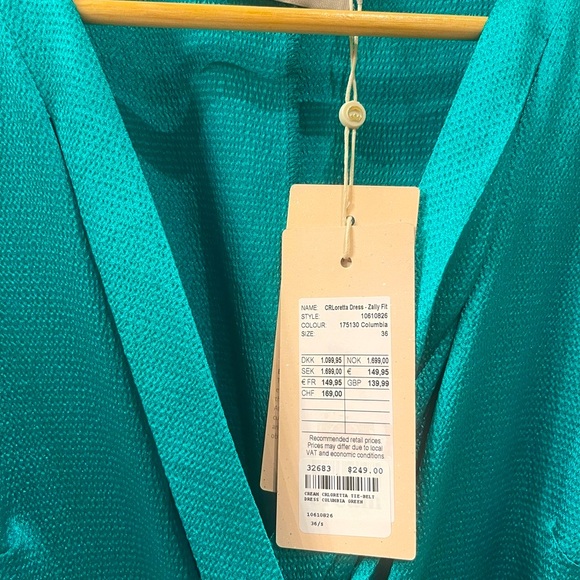 NAME: CRLoretta Dress - Zally Fit
STYLE: 10610826
COLOUR 175130 Columbia
SIZE 36
DKK 1.099,95 NOK 1.699,00
SEK 1.699,00 € 149,95
€ FR 149,95 GBP 139,99
CHF 169,00
Recommended retail prices.
Prices may differ due to local
VAT and economic conditions.
32683 $249.00
CREAM CRLORETTA TIE-BELT
DRESS COLUMBIA GREEN
10610826
36/